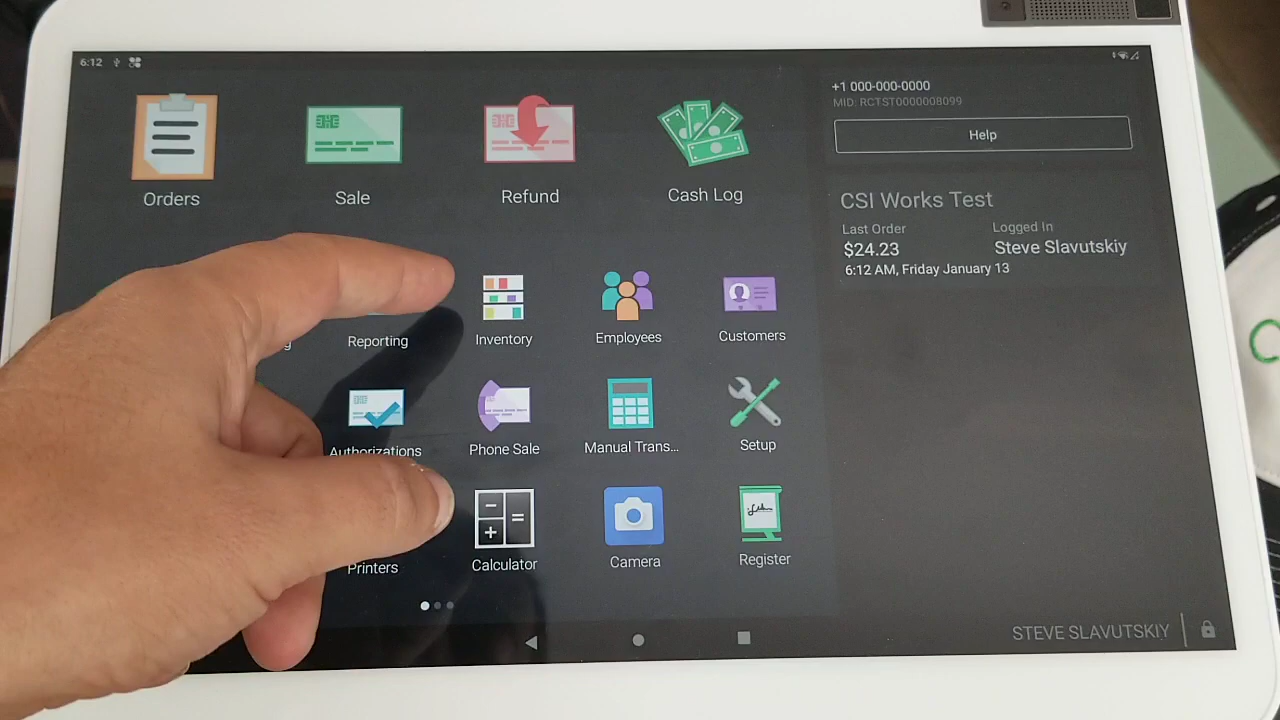 6:12
+1 000-000-0000
MID: RCTST0000008099
Help
Orders
Sale
Refund
Cash Log
CSI Works Test
Last Order
Logged In
$24.23
Steve Slavutskiy
6:12 AM, Friday January 13
g
Reporting
Inventory
Employees
Customers
Authorizations
Phone Sale
Manual Trans...
Setup
Printers
Calculator
Camera
Register
STEVE SLAVUTSKIY